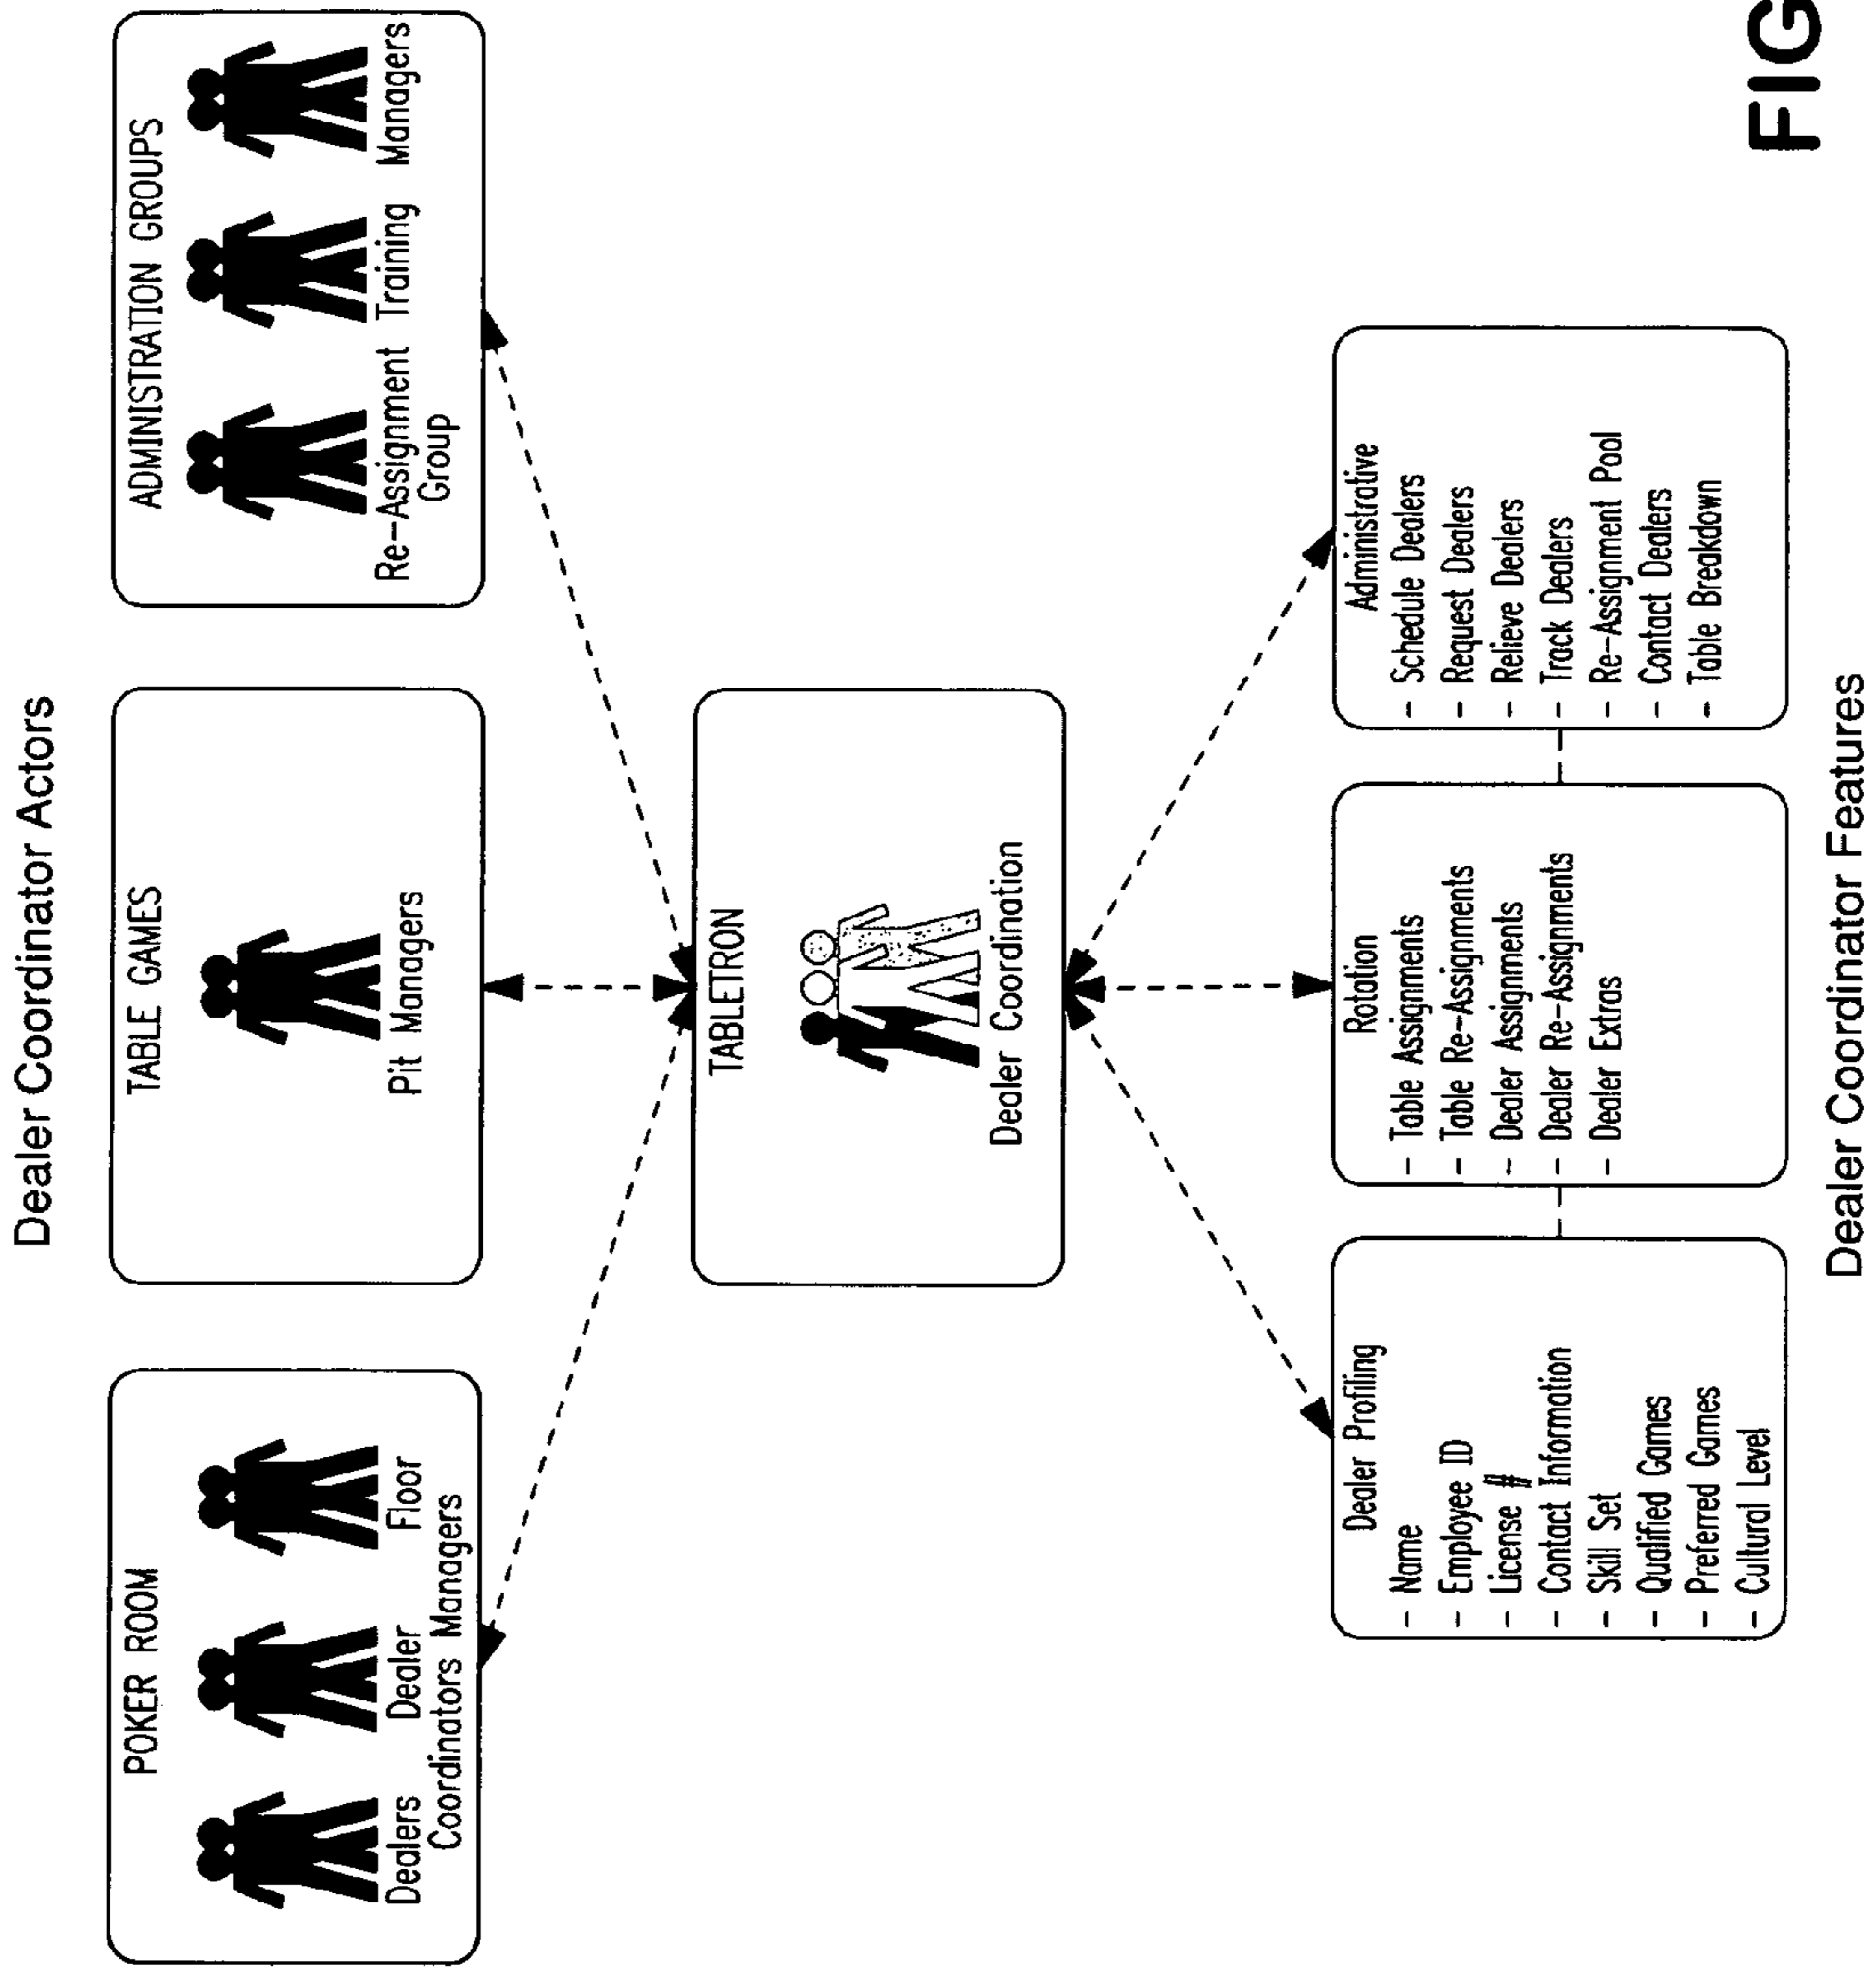 Dealer Coordinator Actors
POKER ROOM
Dealers Dealer Floor
Coordinators Managers
TABLE GAMES
Pit Managers
ADMINISTRATION GROUPS
Re-Assignment Training Managers
Group
TABLETRON
Dealer Coordination
Dealer Profiling
- Name
- Employee ID
- License #
- Contact Information
- Skill Set
- Qualified Games
- Preferred Games
- Cultural Level
Rotation
- Table Assignments
- Table Re-Assignments
- Dealer Assignments
- Dealer Re-Assignments
- Dealer Extras
Administrative
- Schedule Dealers
- Request Dealers
- Relieve Dealers
- Track Dealers
- Re-Assignment Pool
- Contact Dealers
- Table Breakdown
Dealer Coordinator Features
FIG